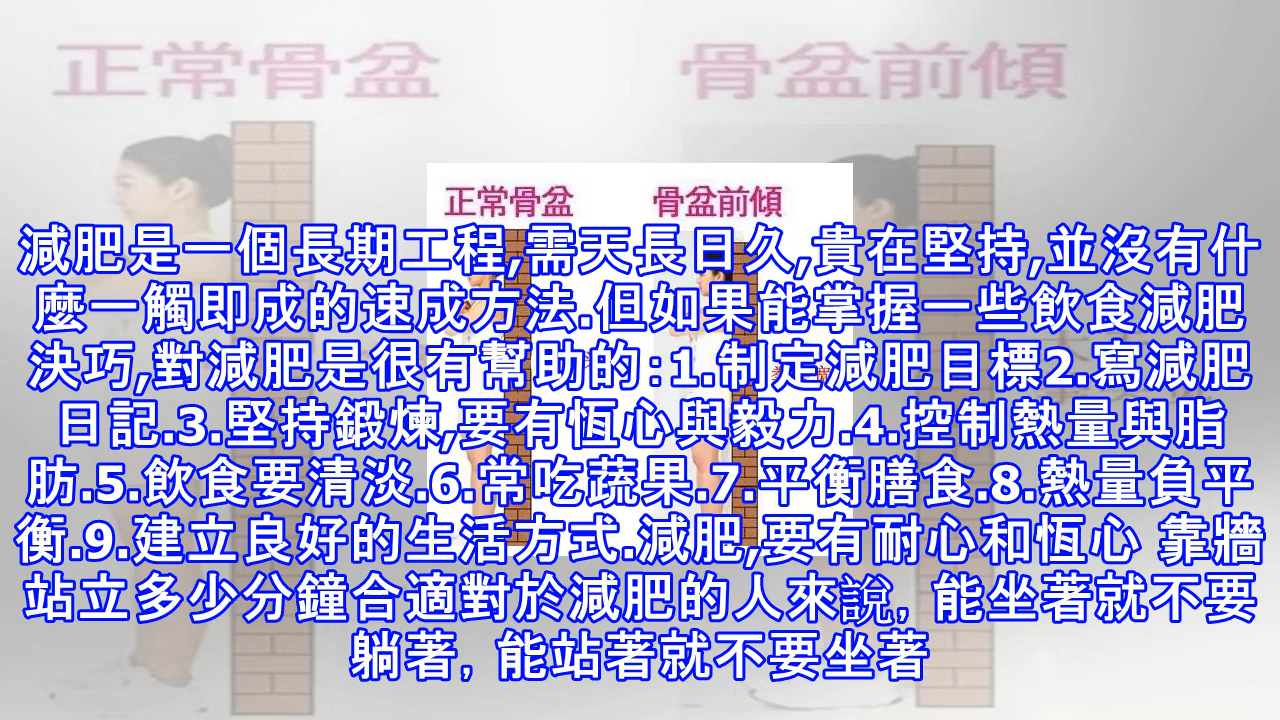 正常骨盆 骨盆前傾
正常骨盆 骨盆前傾
減肥是一個長期工程,需天長日久,貴在堅持,並沒有什
麼一觸即成的速成方法.但如果能掌握一些飲食減肥
決巧,對減肥是很有幫助的:1.制定減肥目標2.寫減肥
日記.3.堅持鍛煉,要有恆心與毅力.4.控制熱量與脂
肪.5.飲食要清淡.6.常吃蔬果.7.平衡膳食.8.熱量負平
衡.9.建立良好的生活方式.減肥,要有耐心和恆心 靠牆
站立多少分鐘合適對於減肥的人來說, 能坐著就不要
躺著, 能站著就不要坐著